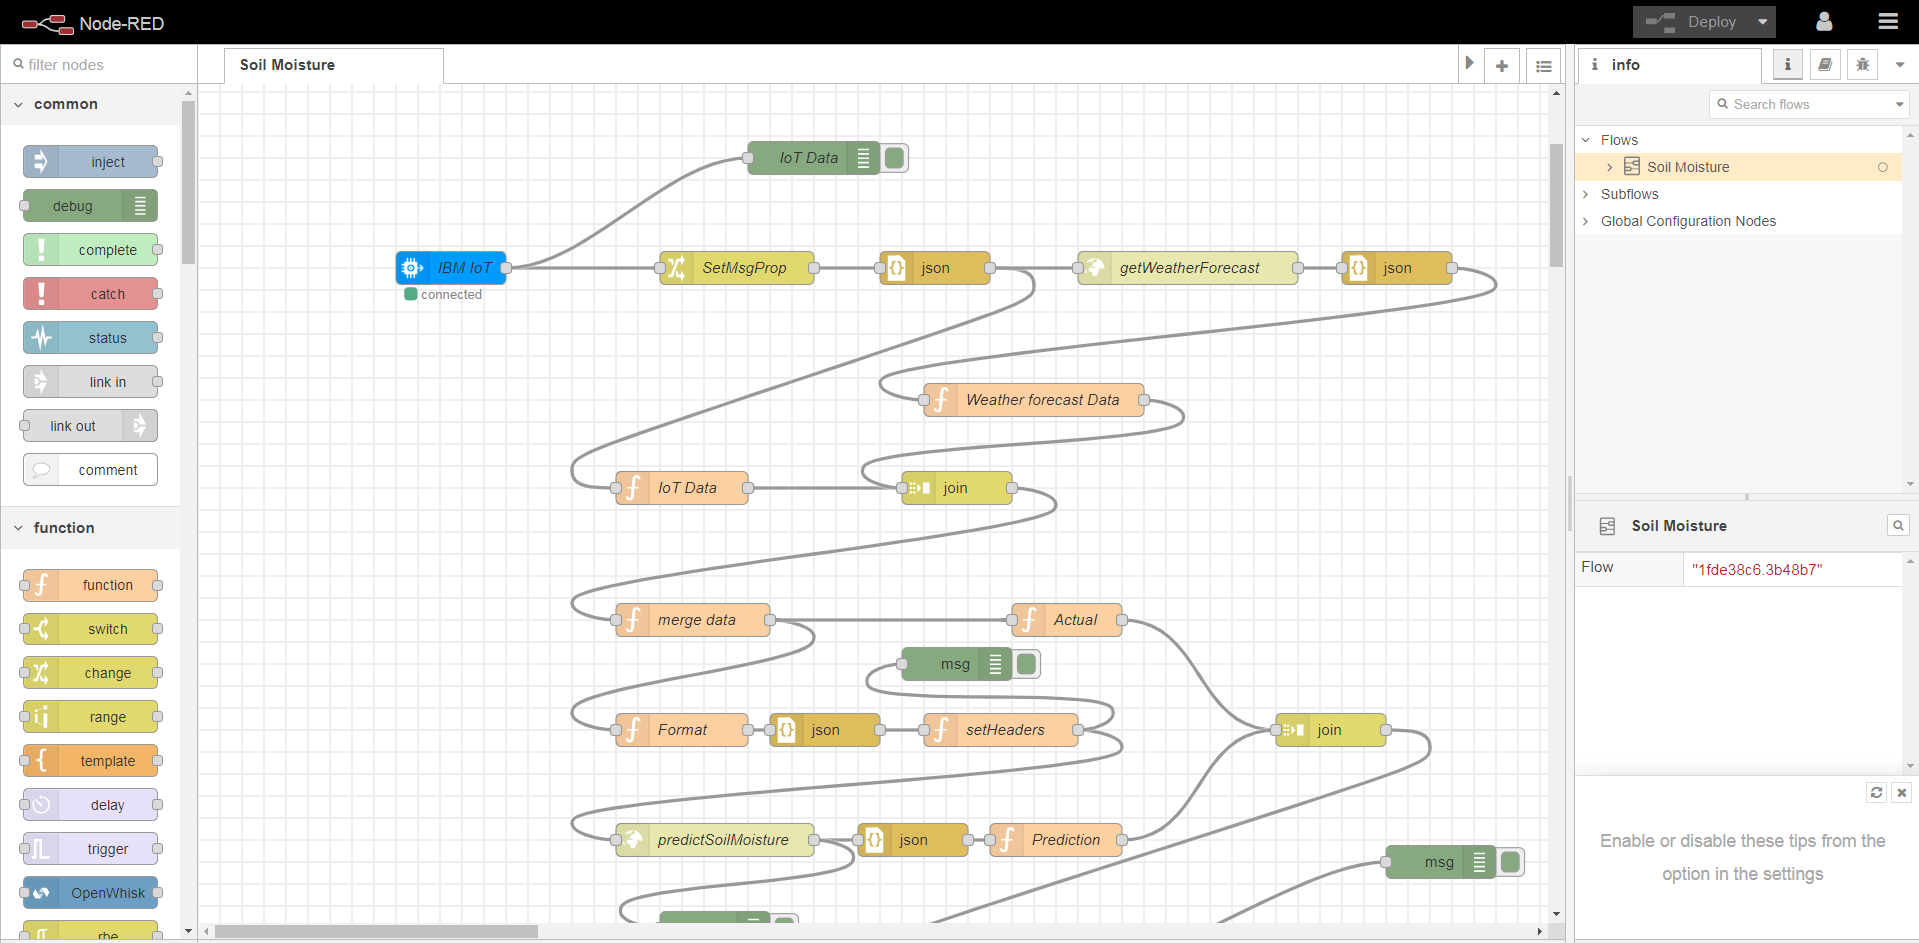 Node-RED
Deploy
filter nodes
Soil Moisture
info
common
Search flows
Flows
Soil Moisture
Subflows
Global Configuration Nodes
inject
debug
complete
catch
status
link in
link out
comment
function
function
switch
change
range
template
delay
trigger
OpenWhisk
rbe
IoT Data
IBM IoT
connected
SetMsgProp
json
getWeatherForecast
json
Weather forecast Data
IoT Data
join
merge data
Actual
msg
Format
json
setHeaders
join
predictSoilMoisture
json
Prediction
msg
Soil Moisture
Flow
"1fde38c6.3b48b7"
Enable or disable these tips from the
option in the settings